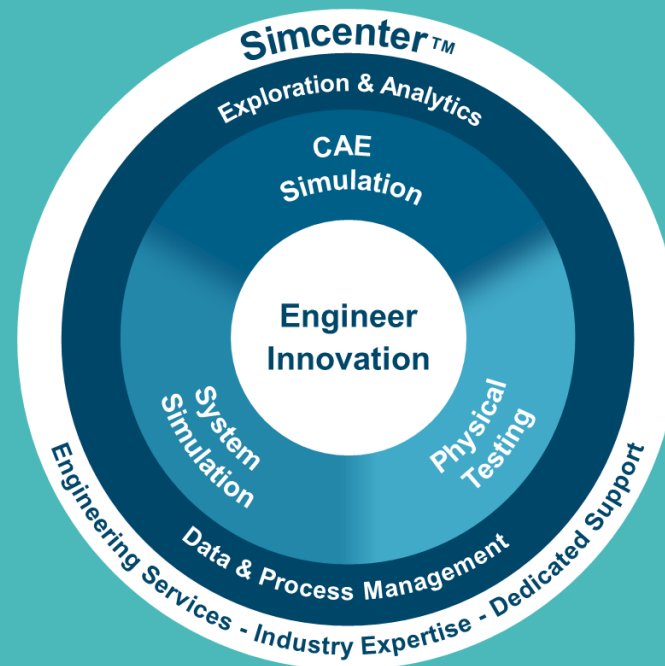 Simcenter™
Exploration & Analytics
CAE
Simulation
Engineer
Innovation
System
Simulation
Physical
Testing
Data & Process Management
Engineering Services - Industry Expertise - Dedicated Support